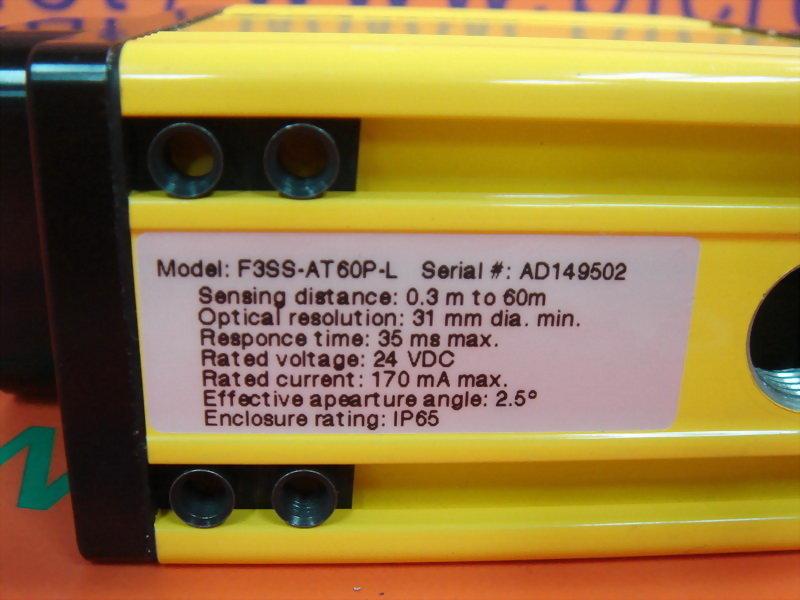 Model: F3SS-AT60P-L Serial #: AD149502
Sensing distance: 0.3 m to 60m
Optical resolution: 31 mm dia. min.
Responce time: 35 ms max.
Rated voltage: 24 VDC
Rated current: 170 mA max.
Effective apearture angle: 2.5°
Enclosure rating: IP65